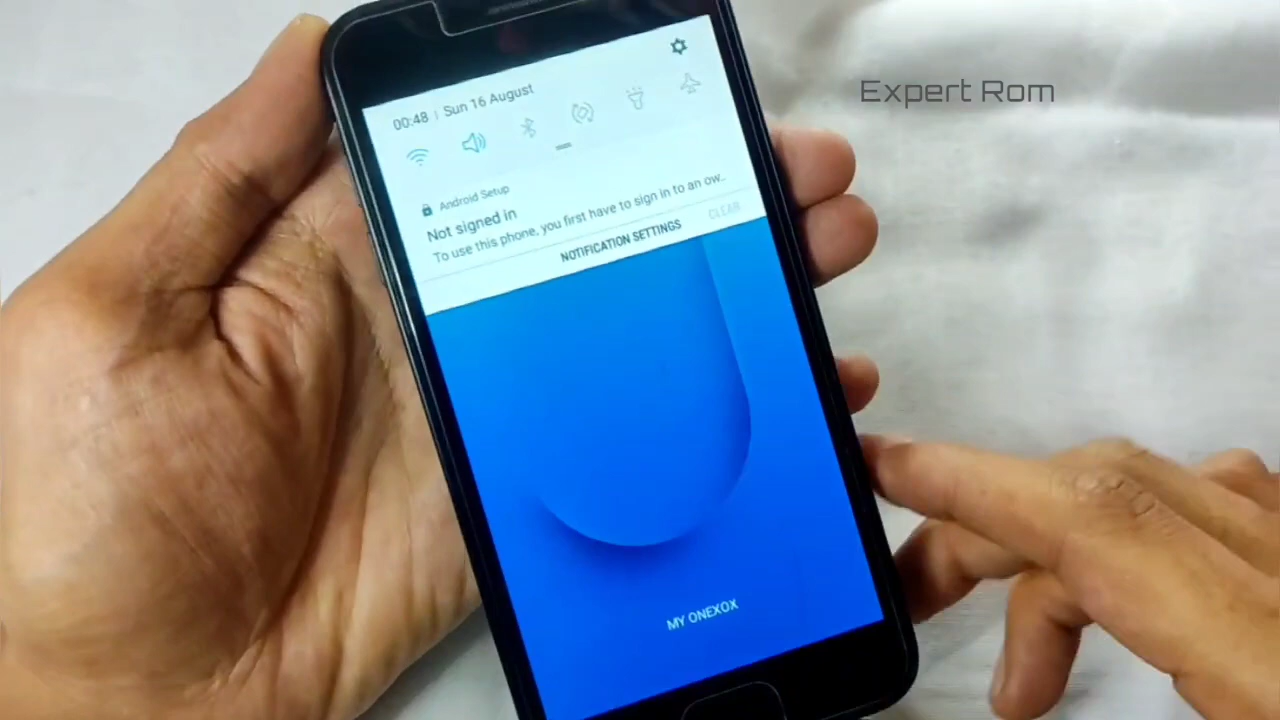 Expert Rom
00:48 | Sun 16 August
Android Setup
Not signed in
To use this phone, you first have to sign in to an ow..
NOTIFICATION SETTINGS CLEAR
MY ONEXOX